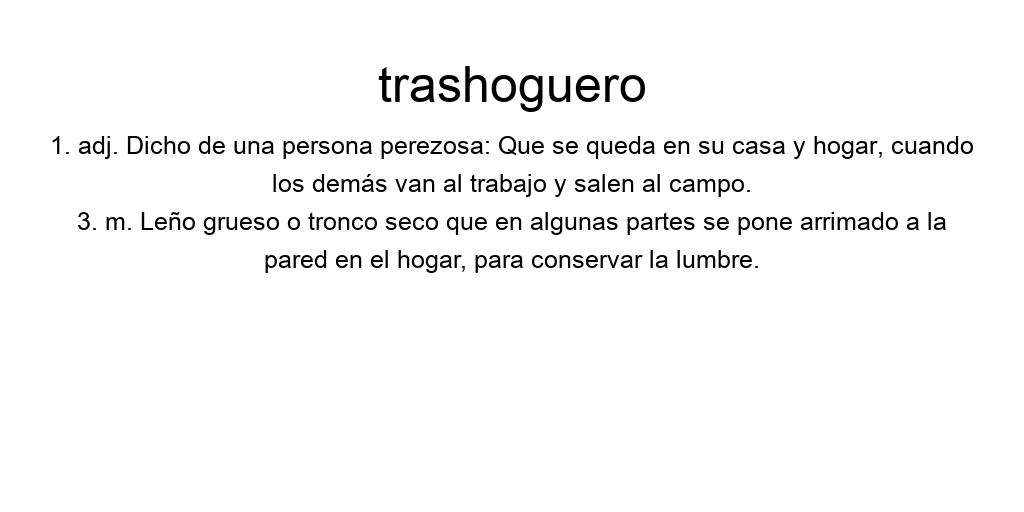 trashoguero
1. adj. Dicho de una persona perezosa: Que se queda en su casa y hogar, cuando
los demás van al trabajo y salen al campo.
3. m. Leño grueso o tronco seco que en algunas partes se pone arrimado a la
pared en el hogar, para conservar la lumbre.